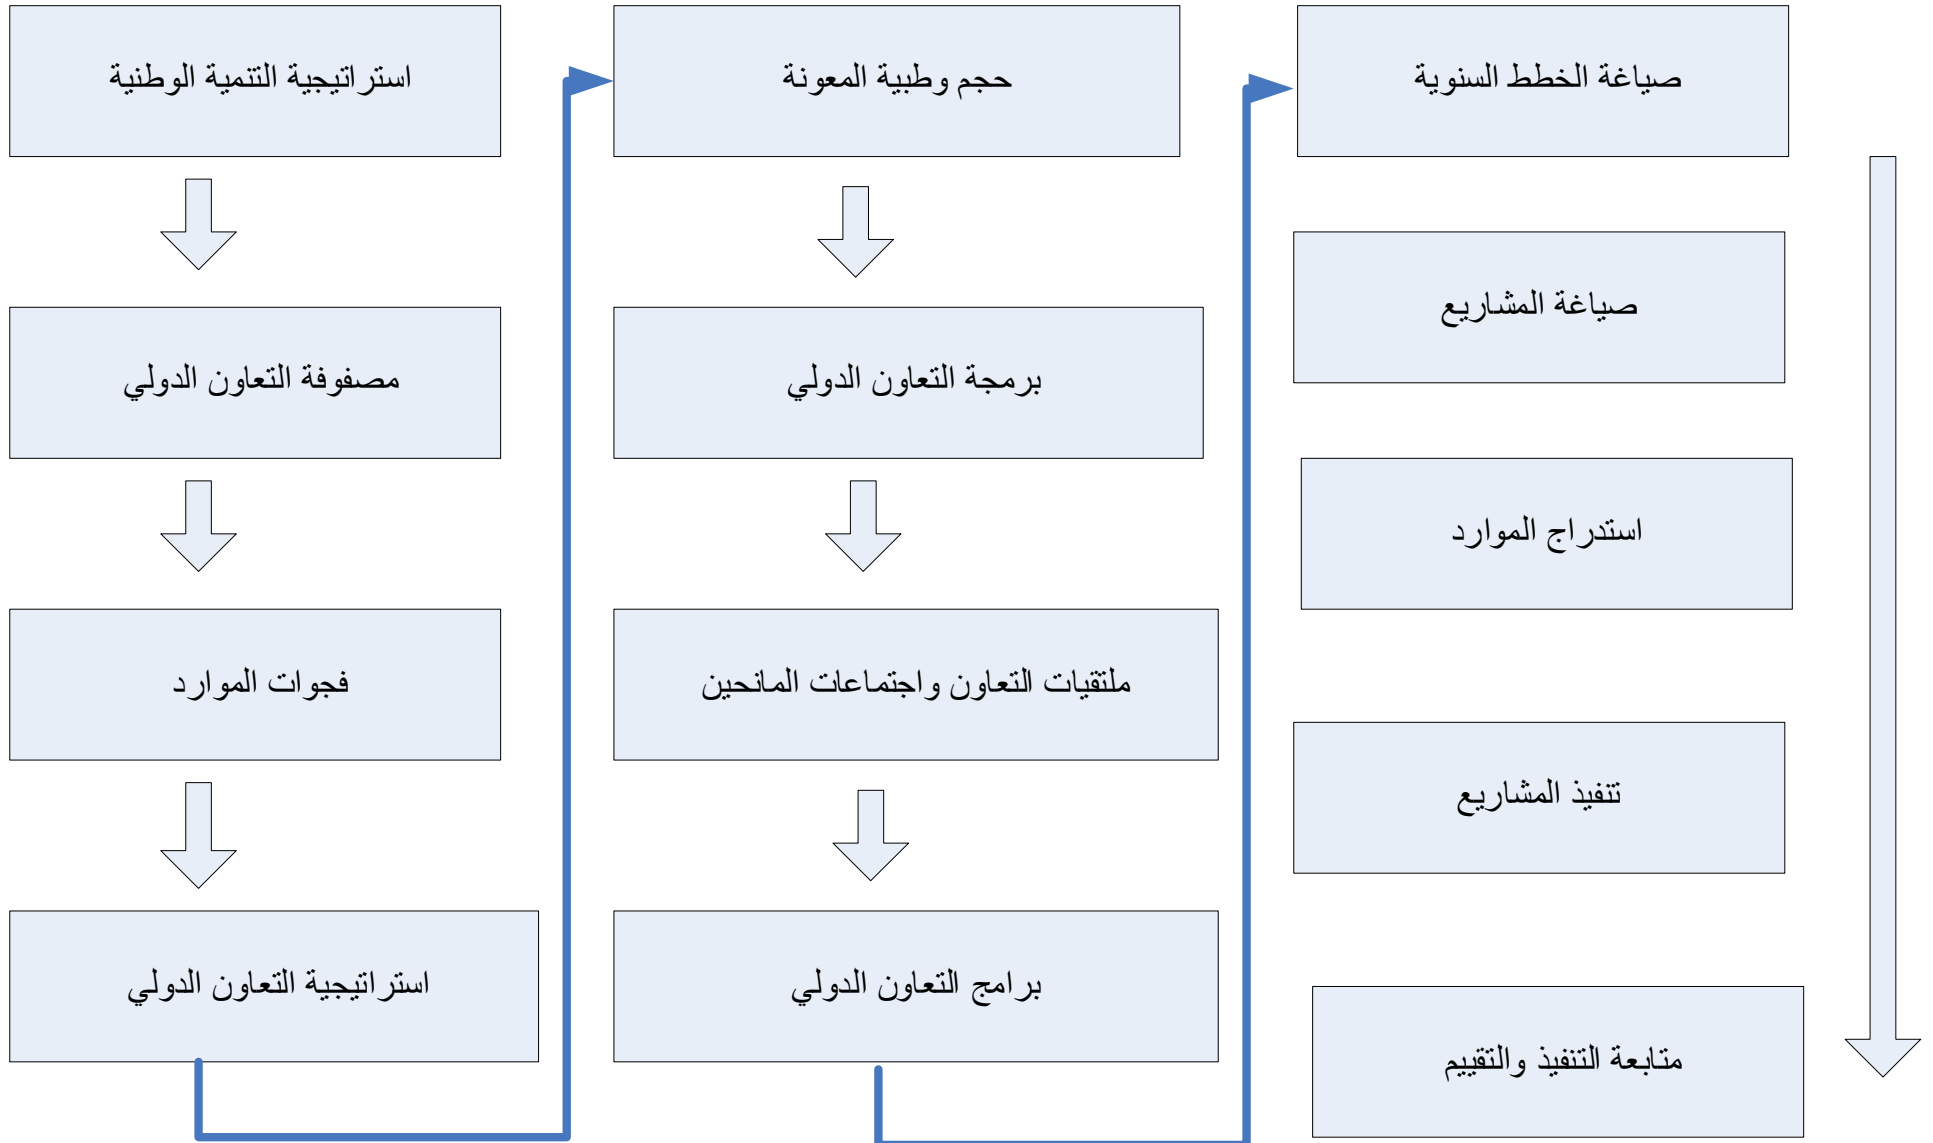 استراتيجية التنمية الوطنية
مصفوفة التعاون الدولي
فجوات الموارد
استراتيجية التعاون الدولي
حجم وطبية المعونة
برمجة التعاون الدولي
ملتقيات التعاون واجتماعات المانحين
برامج التعاون الدولي
صياغة الخطط السنوية
صياغة المشاريع
استدراج الموارد
تنفيذ المشاريع
متابعة التنفيذ والتقييم